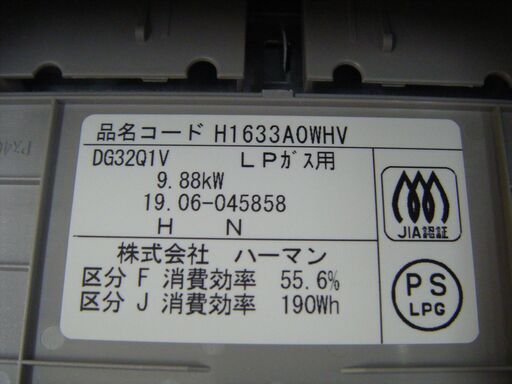 品名コード H1633A0WHV
DG32Q1V LPガス用
9.88kW
19.06-045858
H N
株式会社 ハーマン
区分 F 消費効率 55.6%
区分 J 消費効率 190Wh
JIA認証
PS
LPG